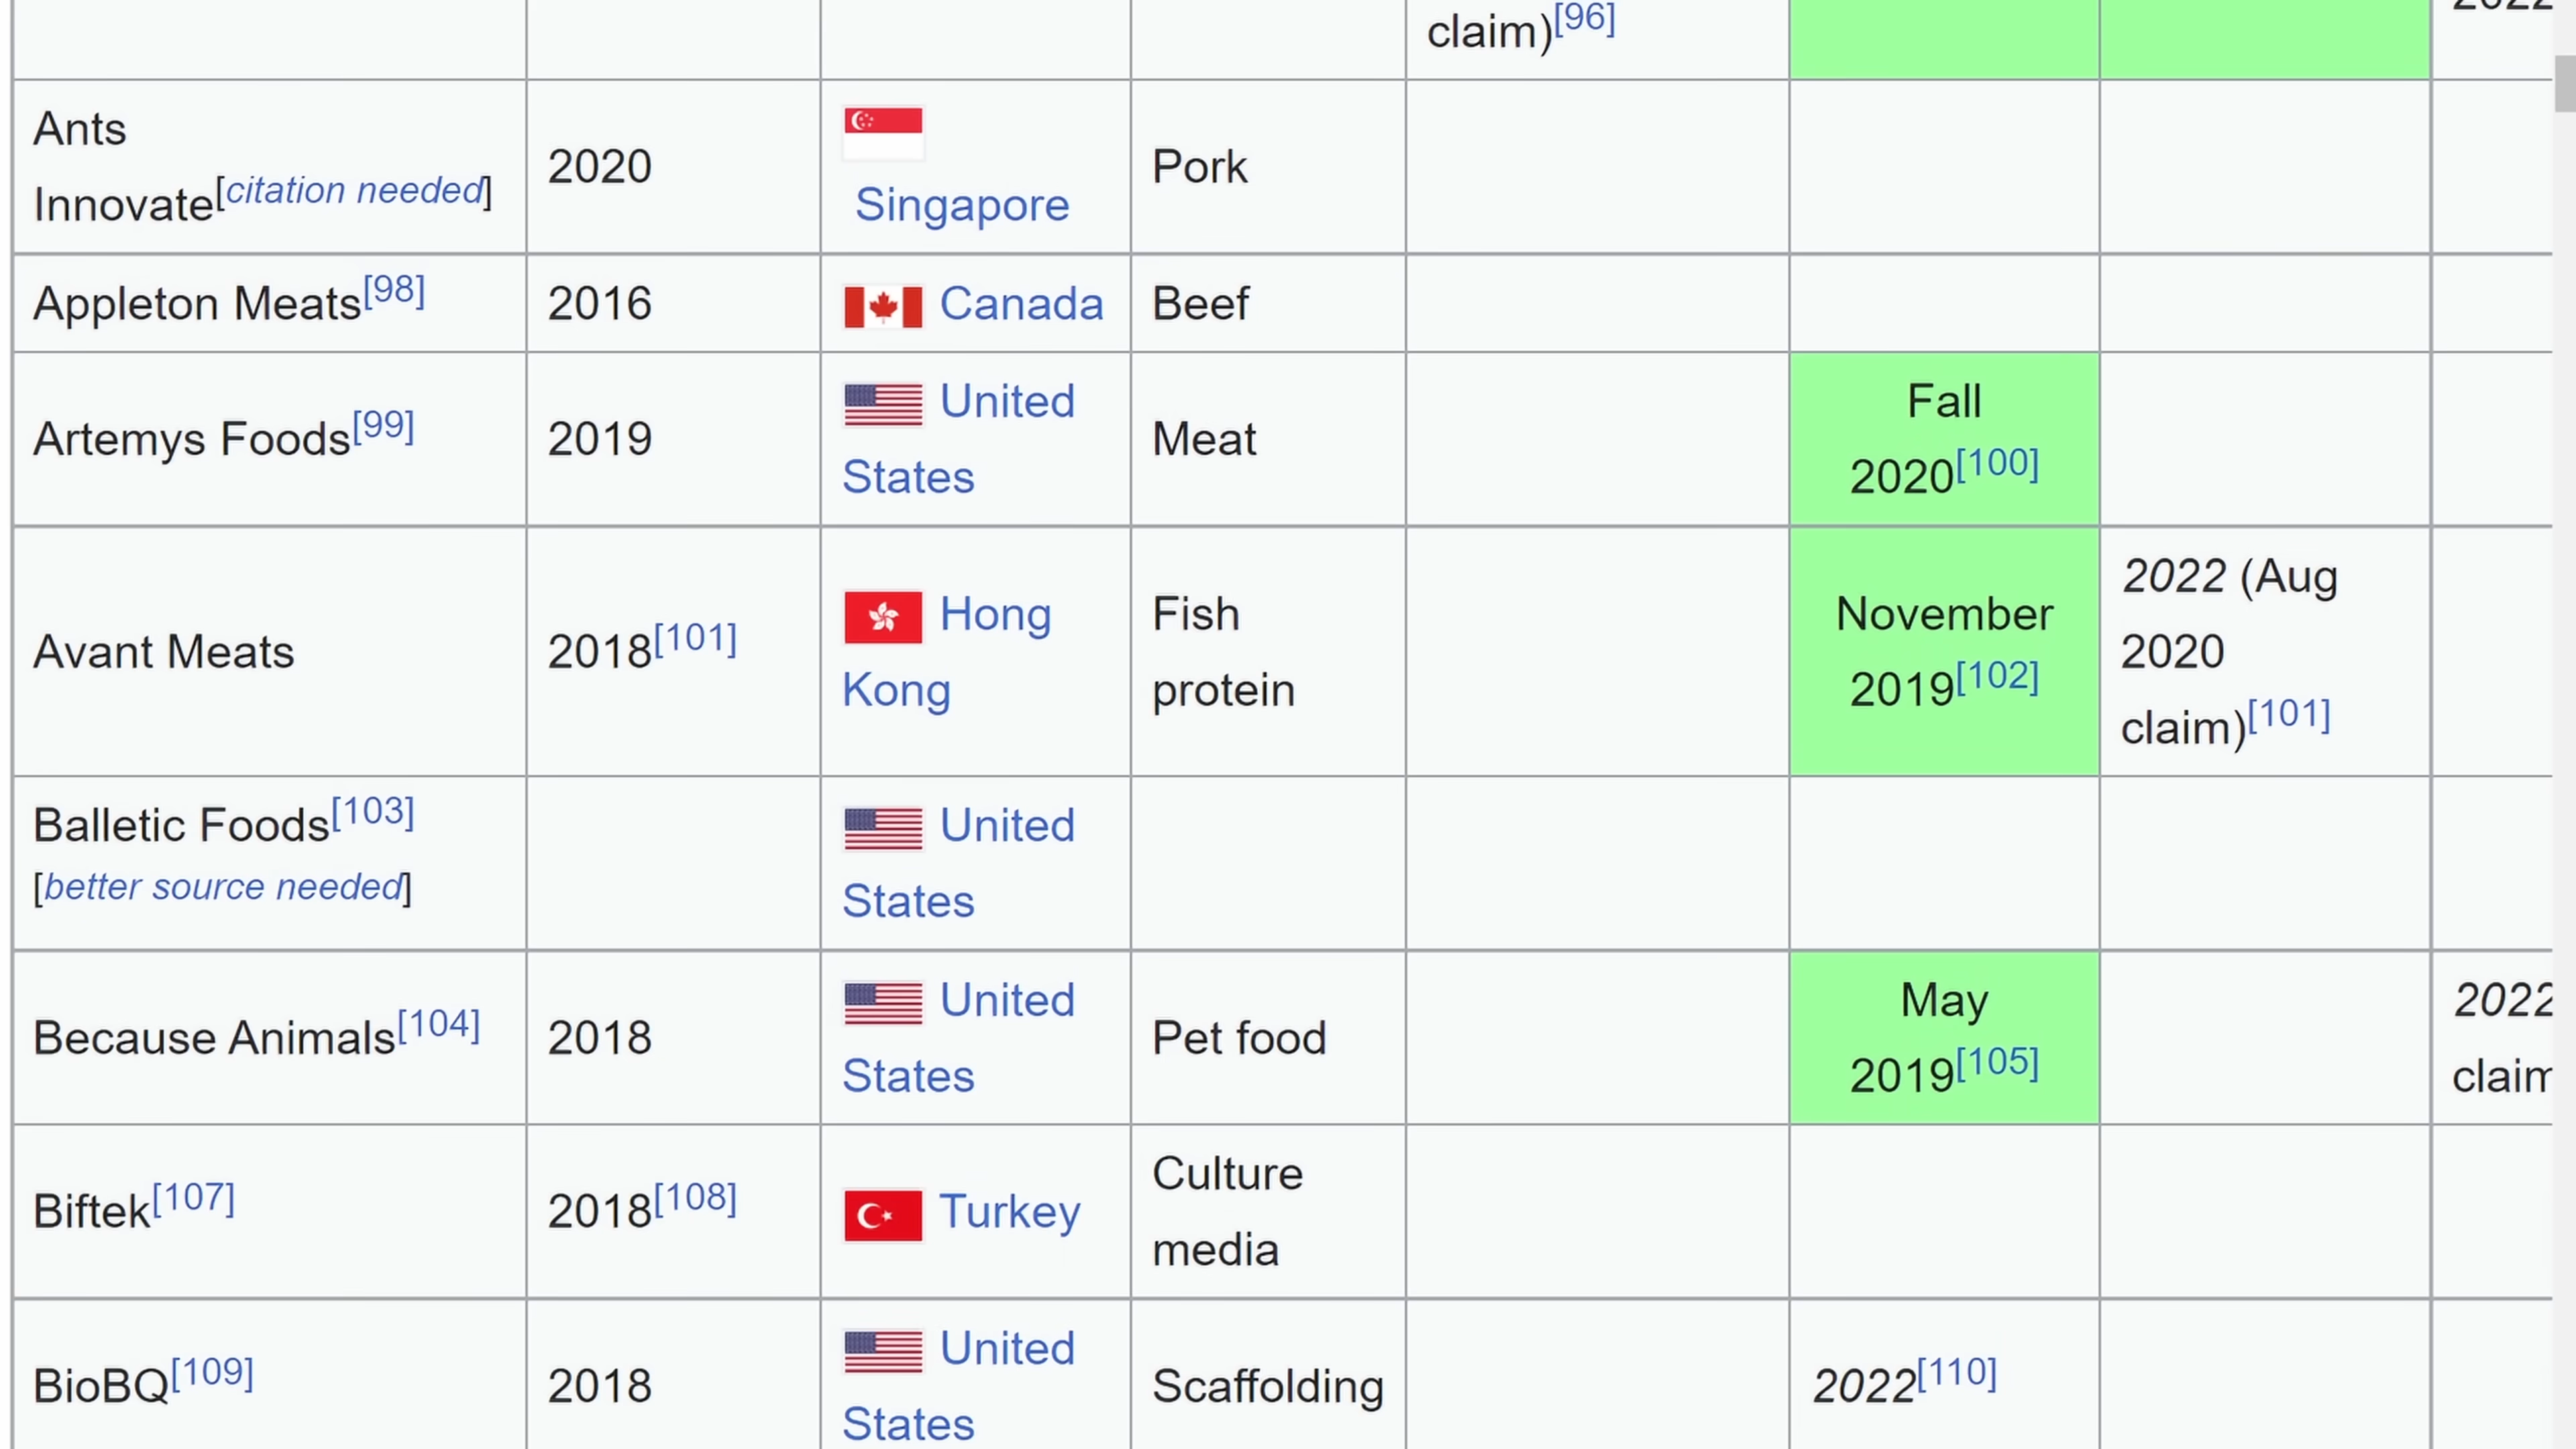 claim)[96]
Ants
Innovate[citation needed]
2020
Singapore
Pork
Appleton Meats[98]
2016
Canada
Beef
Artemys Foods[99]
2019
United
States
Meat
Fall
2020[100]
Avant Meats
2018[101]
Hong
Kong
Fish
protein
November
2019[102]
2022 (Aug
2020
claim)[101]
Balletic Foods[103]
[better source needed]
United
States
Because Animals[104]
2018
United
States
Pet food
May
2019[105]
2022
claim
Biftek[107]
2018[108]
Turkey
Culture
media
BioBQ[109]
2018
United
States
Scaffolding
2022[110]